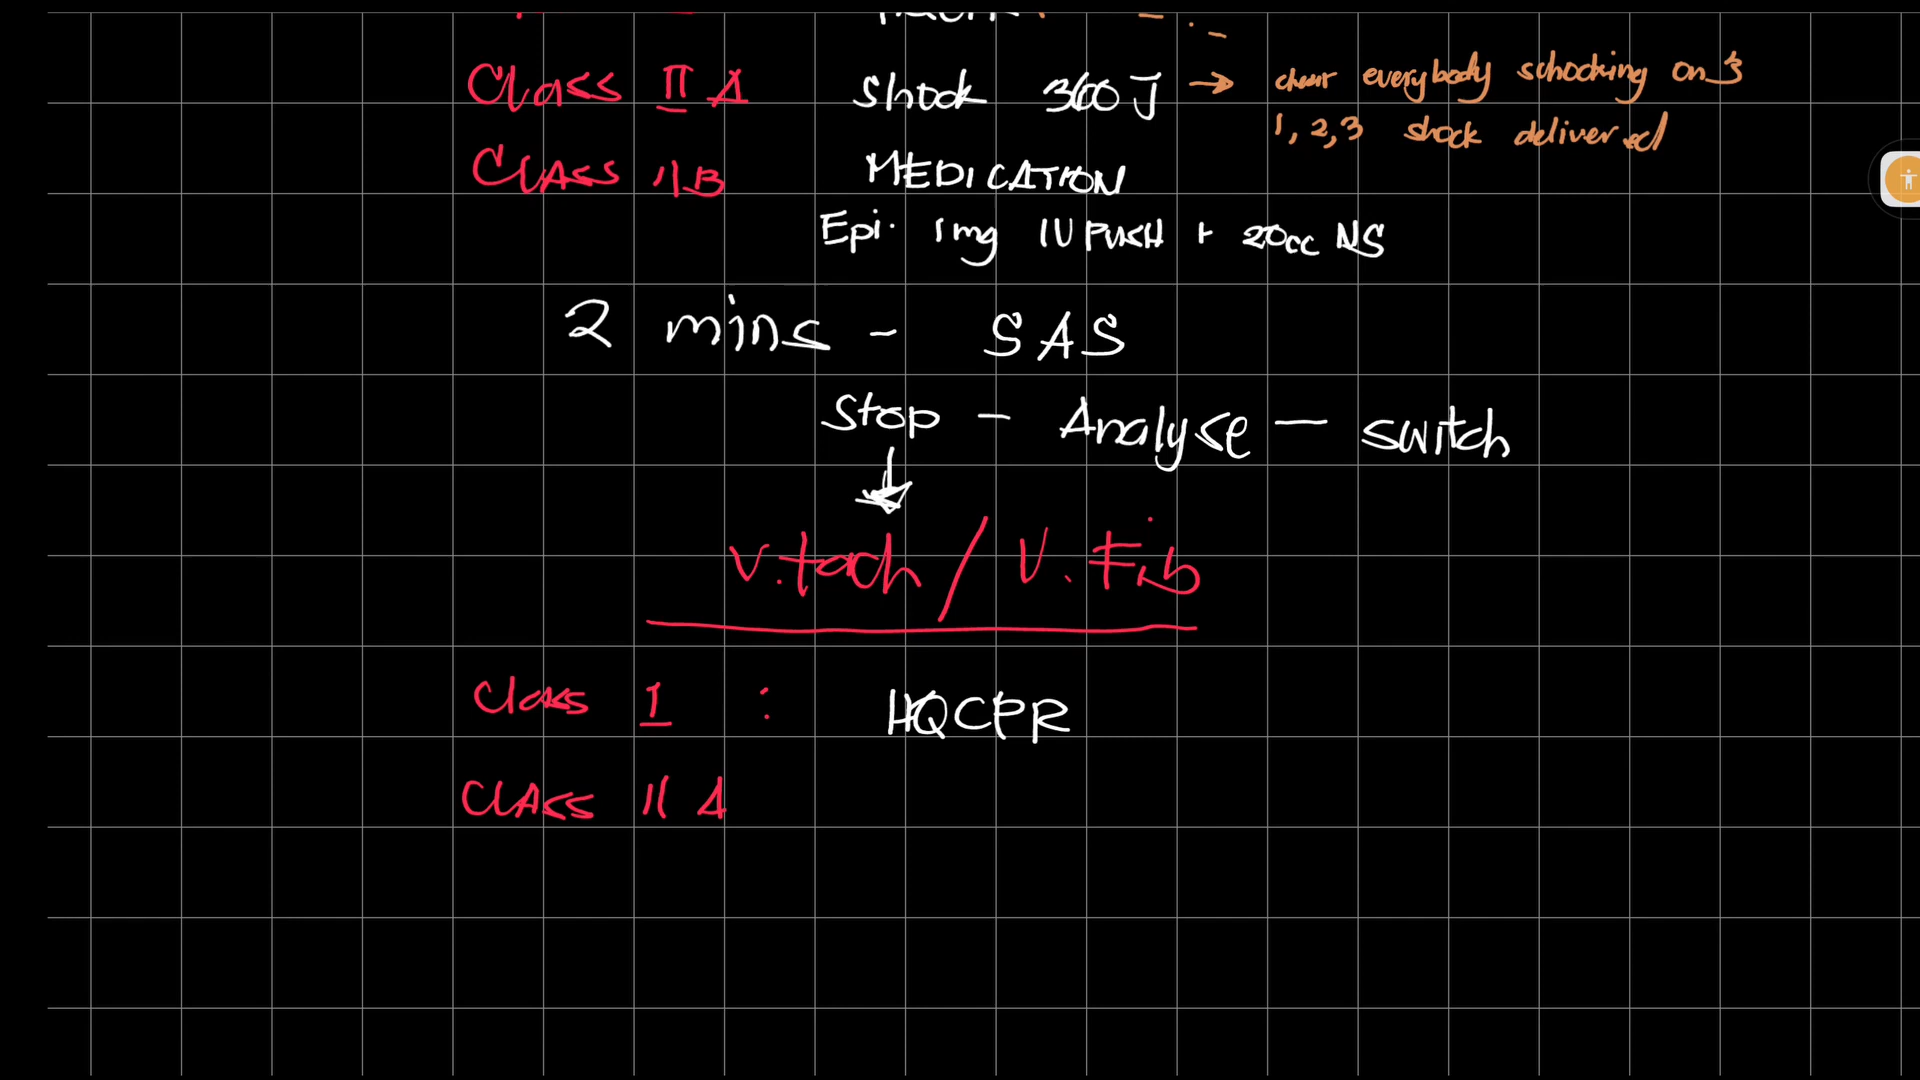 Class II A Shock 360 J → clear everybody schocking on 3
1, 2, 3 shock delivered
CLASS II B MEDICATION
Epi. 1mg IV PUSH + 20cc NS
2 mins - SAS
Stop - Analyse - switch
V.tach / V.Fib
Class I : HQCPR
CLASS II A